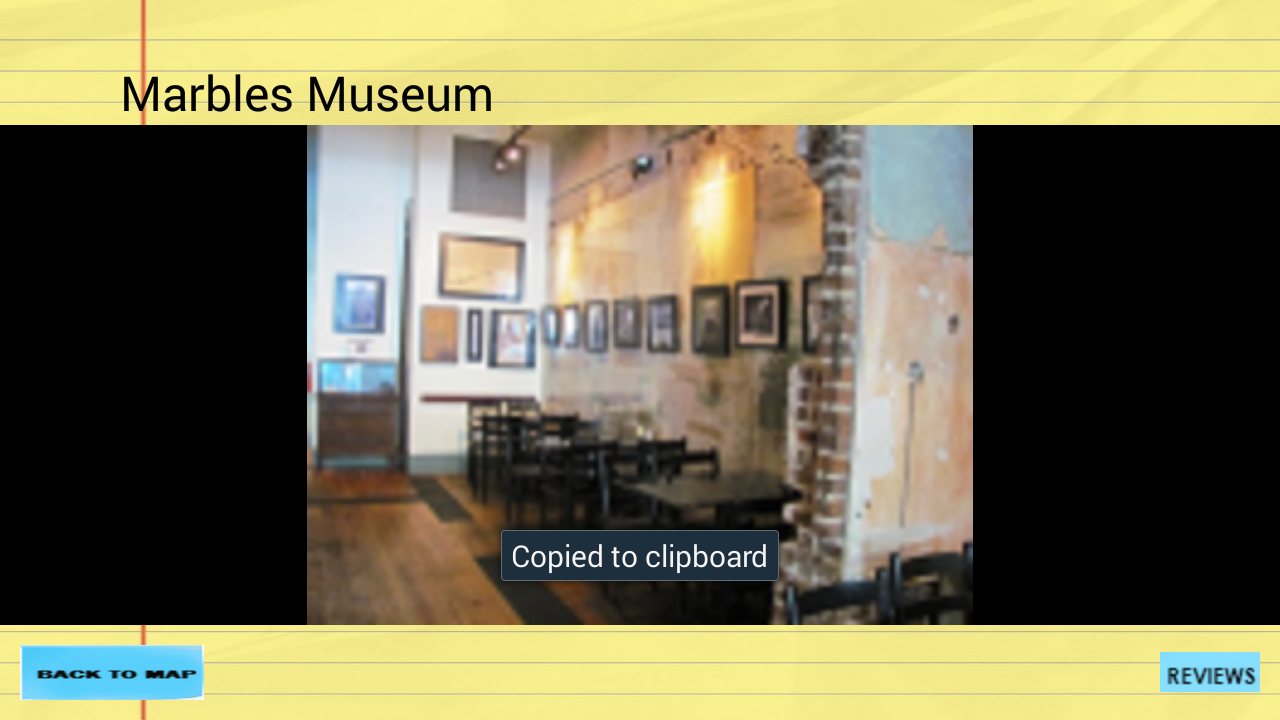 Marbles Museum
Copied to clipboard
BACK TO MAP
REVIEWS